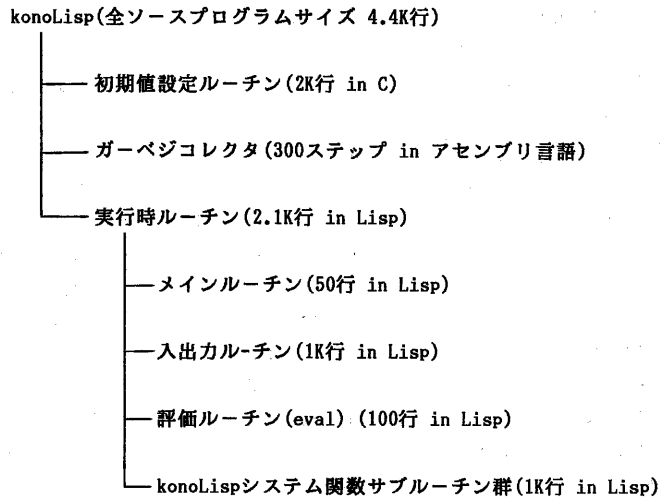 konoLisp(全ソースプログラムサイズ 4.4K行)
初期値設定ルーチン(2K行 in C)
ガーベジコレクタ(300ステップ in アセンブリ言語)
実行時ルーチン(2.1K行 in Lisp)
メインルーチン(50行 in Lisp)
入出力ル-チン(1K行 in Lisp)
評価ルーチン(eval) (100行 in Lisp)
konoLispシステム関数サブルーチン群(1K行 in Lisp)